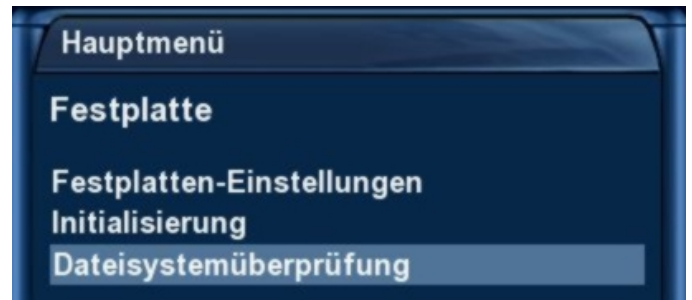 Hauptmenü
Festplatte
Festplatten-Einstellungen
Initialisierung
Dateisystemüberprüfung